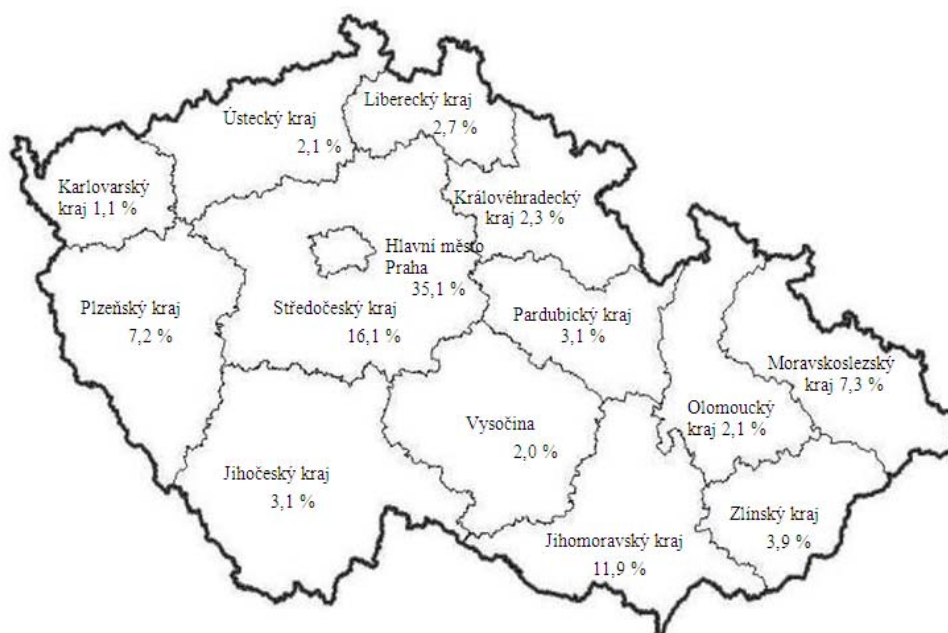 Liberecký kraj
2,7 %
Ústecký kraj
2,1 %
Karlovarský
kraj 1,1 %
Královéhradecký
kraj 2,3 %
Hlavní město
Praha
35,1 %
Plzeňský kraj
7,2 %
Středočeský kraj
16,1 %
Pardubický kraj
3,1 %
Moravskoslezský
kraj 7,3 %
Olomoucký
kraj 2,1 %
Vysočina
2,0 %
Jihočeský kraj
3,1 %
Zlínský kraj
3,9 %
Jihomoravský kraj
11,9 %